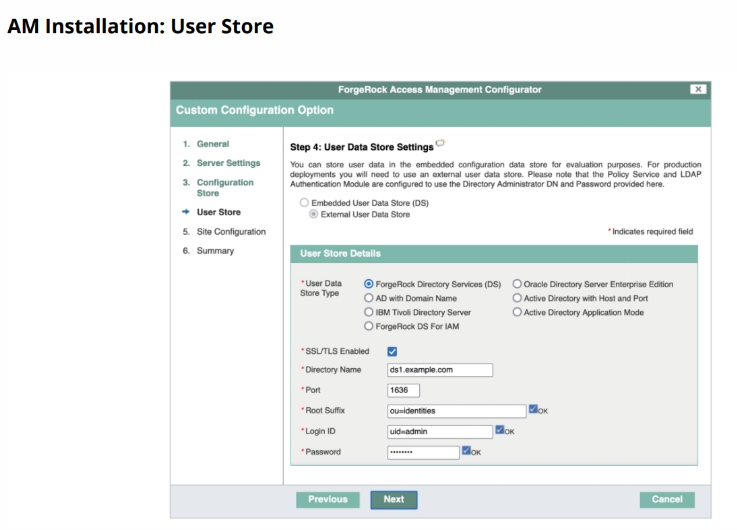 AM Installation: User Store
ForgeRock Access Management Configurator
Custom Configuration Option
1. General
2. Server Settings
3. Configuration
Store
User Store
5. Site Configuration
6. Summary
Step 4: User Data Store Settings
You can store user data in the embedded configuration data store for evaluation purposes. For production
deployments you will need to use an external user data store. Please note that the Policy Service and LDAP
Authentication Module are configured to use the Directory Administrator DN and Password provided here.
Embedded User Data Store (DS)
External User Data Store
*Indicates required field
User Store Details
*User Data
Store Type
ForgeRock Directory Services (DS)
Oracle Directory Server Enterprise Edition
AD with Domain Name
Active Directory with Host and Port
IBM Tivoli Directory Server
Active Directory Application Mode
ForgeRock DS For IAM
*SSL/TLS Enabled
*Directory Name
ds1.example.com
*Port
1636
*Root Suffix
ou=identities
OK
*Login ID
uid=admin
OK
*Password
••••••••
OK
Previous
Next
Cancel